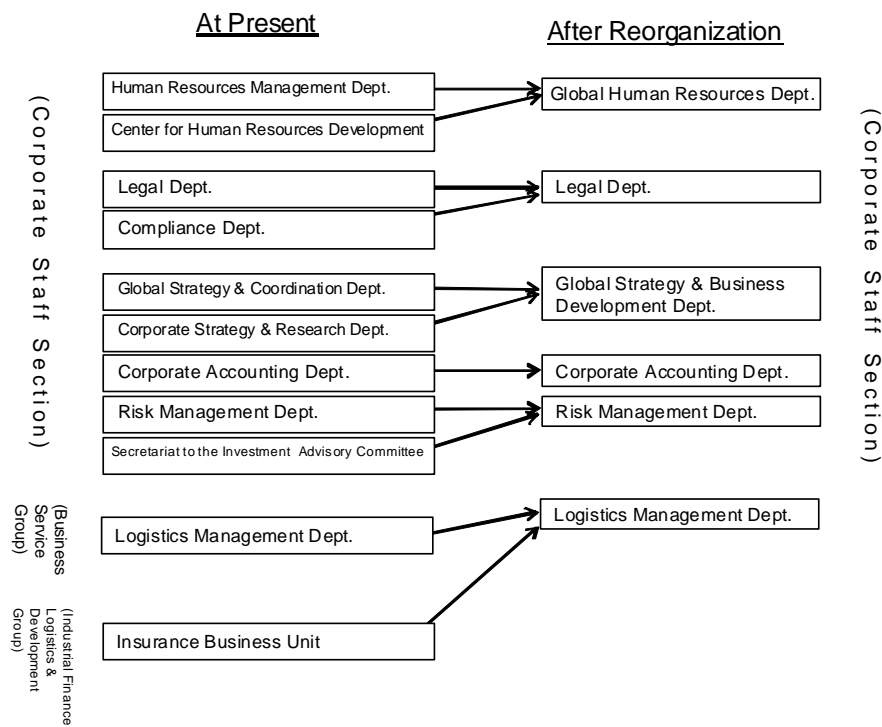 At Present
After Reorganization
(Corporate Staff Section)
Human Resources Management Dept.
Center for Human Resources Development
Global Human Resources Dept.
Legal Dept.
Compliance Dept.
Legal Dept.
Global Strategy & Coordination Dept.
Corporate Strategy & Research Dept.
Global Strategy & Business
Development Dept.
Corporate Accounting Dept.
Corporate Accounting Dept.
Risk Management Dept.
Secretariat to the Investment Advisory Committee
Risk Management Dept.
(Corporate Staff Section)
(Business
Service
Group)
Logistics Management Dept.
Logistics Management Dept.
(Industrial Finance
Logistics &
Development
Group)
Insurance Business Unit